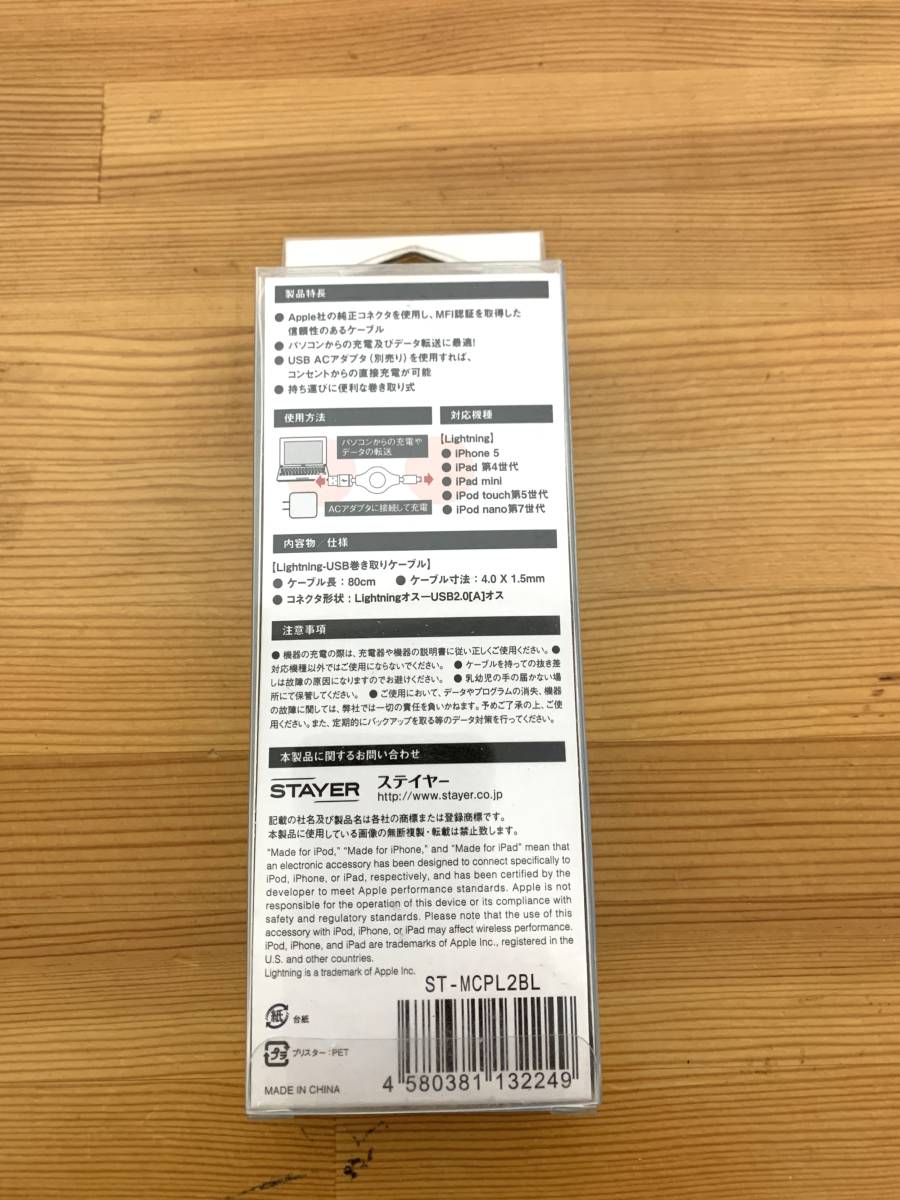 製品特長
● Apple社の純正コネクタを使用し、MFI認証を取得した
信頼性のあるケーブル
● パソコンからの充電及びデータ転送に最適!
● USB ACアダプタ（別売り）を使用すれば、
コンセントからの直接充電が可能
● 持ち運びに便利な巻き取り式
使用方法
パソコンからの充電や
データの転送
ACアダプタに接続して充電
対応機種
【Lightning】
● iPhone 5
● iPad 第4世代
● iPad mini
● iPod touch第5世代
● iPod nano第7世代
内容物／仕様
【Lightning-USB巻き取りケーブル】
● ケーブル長：80cm ● ケーブル寸法：4.0 X 1.5mm
● コネクタ形状：Lightningオス—USB2.0[A]オス
注意事項
● 機器の充電の際は、充電器や機器の説明書に従い正しくご使用ください。●
対応機種以外ではご使用にならないでください。 ● ケーブルを持っての抜き差
しは故障の原因になりますのでお避けください。 ● 乳幼児の手の届かない場
所にて保管してください。 ● ご使用において、データやプログラムの消失、機器
の故障に関しては、弊社では一切の責任を負いかねます。予めご了承の上、ご使
用ください。また、定期的にバックアップを取る等のデータ対策を行ってください。
本製品に関するお問い合わせ
STAYER ステイヤー
http://www.stayer.co.jp
記載の社名及び製品名は各社の商標または登録商標です。
本製品に使用している画像の無断複製・転載は禁止致します。
"Made for iPod," "Made for iPhone," and "Made for iPad" mean that
an electronic accessory has been designed to connect specifically to
iPod, iPhone, or iPad, respectively, and has been certified by the
developer to meet Apple performance standards. Apple is not
responsible for the operation of this device or its compliance with
safety and regulatory standards. Please note that the use of this
accessory with iPod, iPhone, or iPad may affect wireless performance.
iPod, iPhone, and iPad are trademarks of Apple Inc., registered in the
U.S. and other countries.
Lightning is a trademark of Apple Inc.
ST-MCPL2BL
紙 台紙
プラ ブリスター：PET
MADE IN CHINA
4 580381 132249